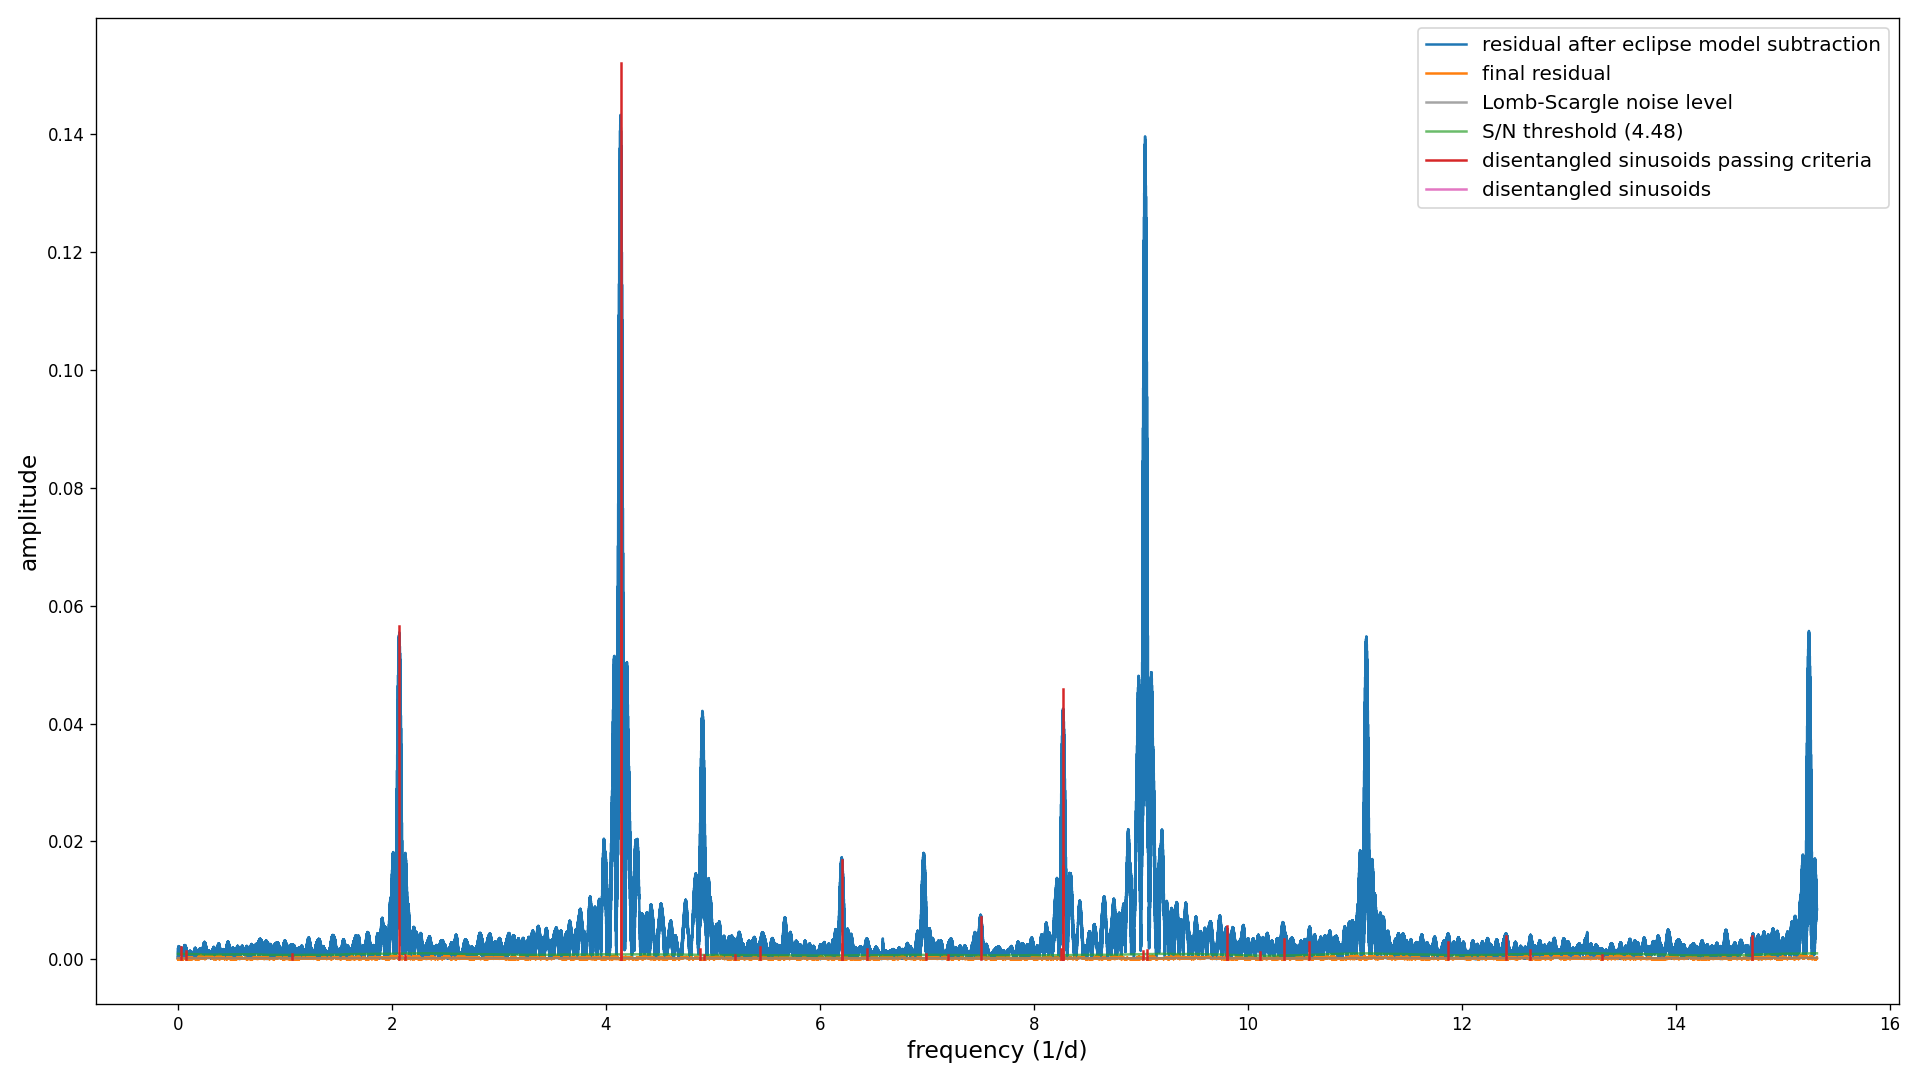 residual after eclipse model subtraction
final residual
Lomb-Scargle noise level
S/N threshold (4.48)
disentangled sinusoids passing criteria
disentangled sinusoids
0.14
0.12
0.10
0.08
0.06
0.04
0.02
0.00
amplitude
0 2 4 6 8 10 12 14 16
frequency (1/d)